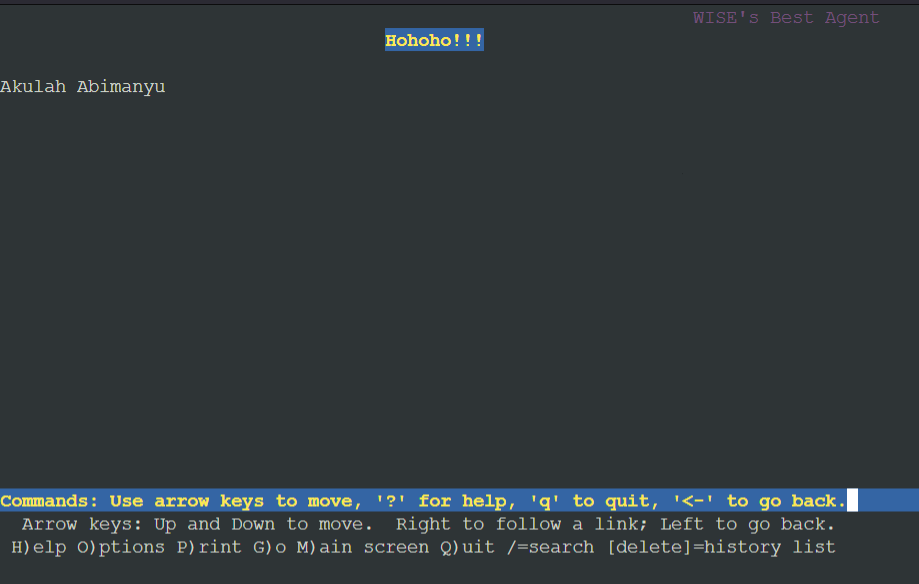 WISE's Best Agent
Hohoho!!!
Akulah Abimanyu
Commands: Use arrow keys to move, '?' for help, 'q' to quit, '<-' to go back.
Arrow keys: Up and Down to move.  Right to follow a link; Left to go back.
H)elp O)ptions P)rint G)o M)ain screen Q)uit /=search [delete]=history list